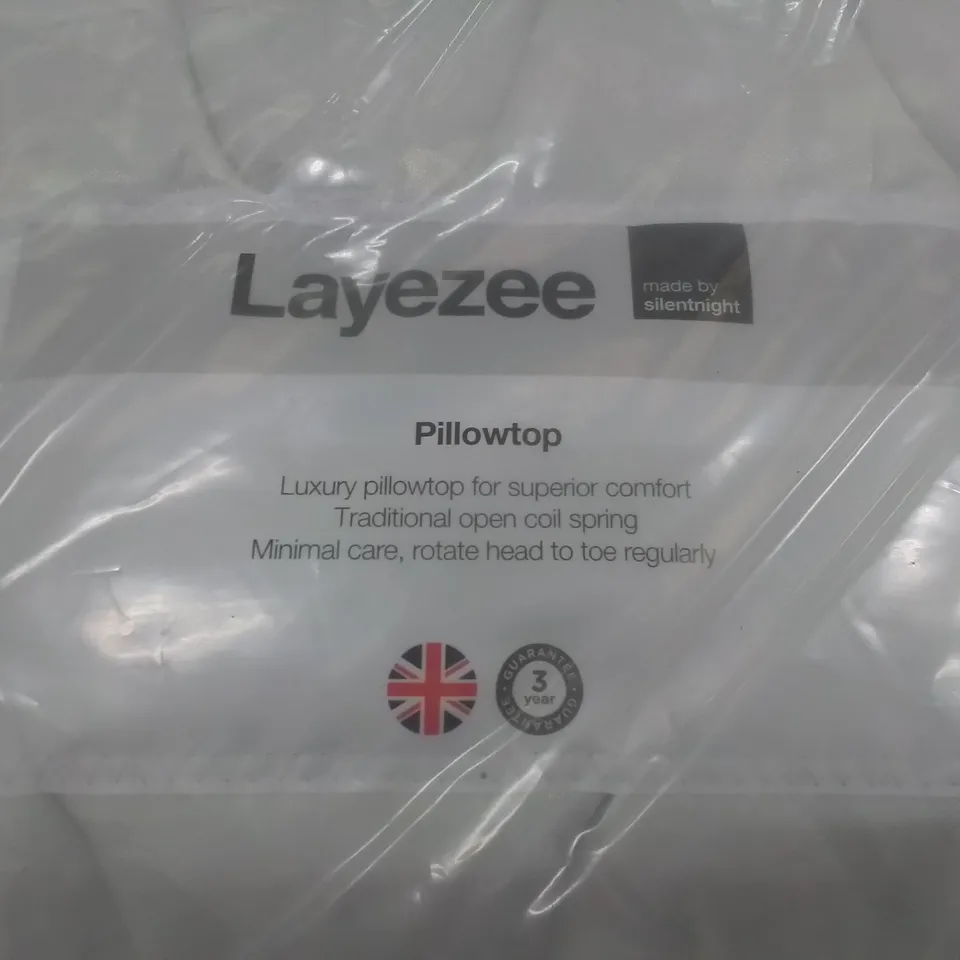 Layezee
made by
silentnight
Pillowtop
Luxury pillowtop for superior comfort
Traditional open coil spring
Minimal care, rotate head to toe regularly
GUARANTEE
3
year
GUARANTEE